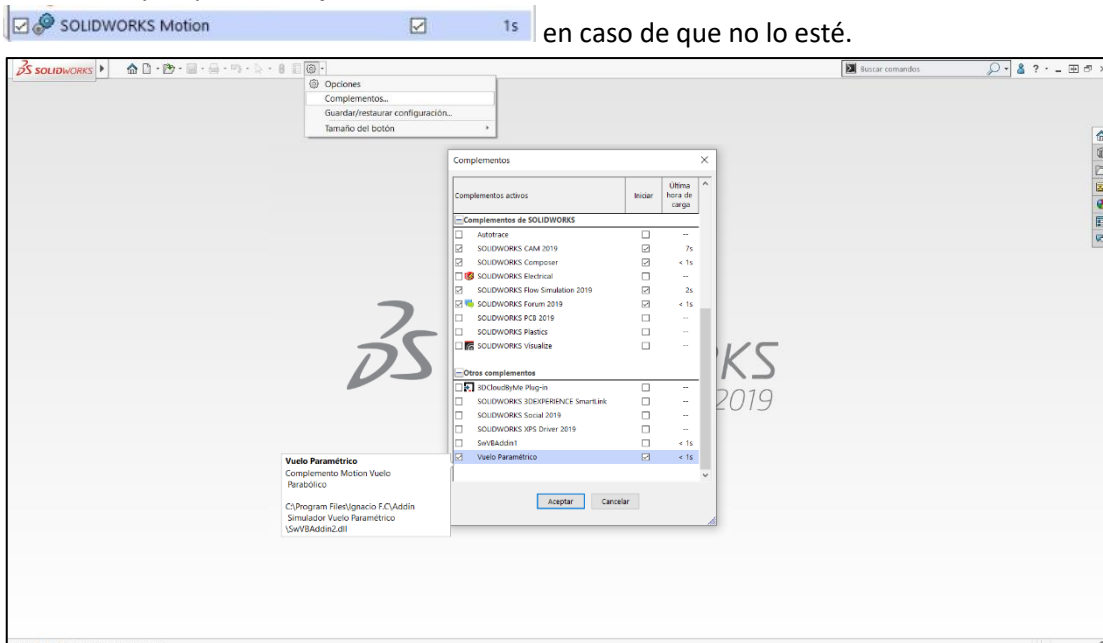 SOLIDWORKS Motion 1s en caso de que no lo esté.
SOLIDWORKS
Buscar comandos
Opciones
Complementos...
Guardar/restaurar configuración...
Tamaño del botón
Complementos
Complementos activos Iniciar Última hora de carga
Complementos de SOLIDWORKS
Autotrace --
SOLIDWORKS CAM 2019 7s
SOLIDWORKS Composer < 1s
SOLIDWORKS Electrical --
SOLIDWORKS Flow Simulation 2019 2s
SOLIDWORKS Forum 2019 < 1s
SOLIDWORKS PCB 2019 --
SOLIDWORKS Plastics --
SOLIDWORKS Visualize --
Otros complementos
3DCloudByMe Plug-in --
SOLIDWORKS 3DEXPERIENCE SmartLink --
SOLIDWORKS Social 2019 --
SOLIDWORKS XPS Driver 2019 --
SwVBAddin1 < 1s
Vuelo Paramétrico < 1s
Aceptar Cancelar
KS
2019
Vuelo Paramétrico
Complemento Motion Vuelo
Parabólico
C:\Program Files\Ignacio F.C\Addin
Simulador Vuelo Paramétrico
\SwVBAddin2.dll